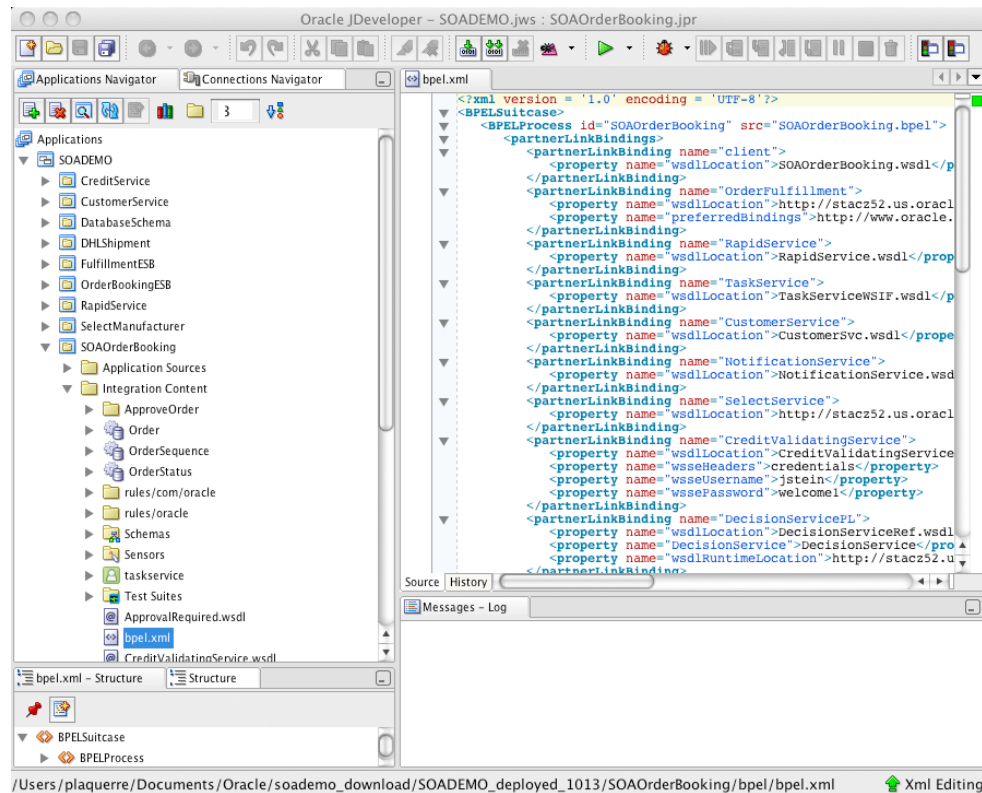 Oracle JDeveloper – SOADEMO.jws : SOAOrderBooking.jpr
Applications Navigator
Connections Navigator
3
Applications
SOADEMO
CreditService
CustomerService
DatabaseSchema
DHLShipment
FulfillmentESB
OrderBookingESB
RapidService
SelectManufacturer
SOAOrderBooking
Application Sources
Integration Content
ApproveOrder
Order
OrderSequence
OrderStatus
rules/com/oracle
rules/oracle
Schemas
Sensors
taskservice
Test Suites
ApprovalRequired.wsdl
bpel.xml
CreditValidatingService.wsdl
bpel.xml – Structure
Structure
BPELSuitcase
BPELProcess
bpel.xml
<?xml version = '1.0' encoding = 'UTF-8'?>
<BPELSuitcase>
<BPELProcess id="SOAOrderBooking" src="SOAOrderBooking.bpel">
<partnerLinkBindings>
<partnerLinkBinding name="client">
<property name="wsdlLocation">SOAOrderBooking.wsdl</p
</partnerLinkBinding>
<partnerLinkBinding name="OrderFulfillment">
<property name="wsdlLocation">http://stacz52.us.oracl
<property name="preferredBindings">http://www.oracle.
</partnerLinkBinding>
<partnerLinkBinding name="RapidService">
<property name="wsdlLocation">RapidService.wsdl</prop
</partnerLinkBinding>
<partnerLinkBinding name="TaskService">
<property name="wsdlLocation">TaskServiceWSIF.wsdl</p
</partnerLinkBinding>
<partnerLinkBinding name="CustomerService">
<property name="wsdlLocation">CustomerSvc.wsdl</prope
</partnerLinkBinding>
<partnerLinkBinding name="NotificationService">
<property name="wsdlLocation">NotificationService.wsd
</partnerLinkBinding>
<partnerLinkBinding name="SelectService">
<property name="wsdlLocation">http://stacz52.us.oracl
</partnerLinkBinding>
<partnerLinkBinding name="CreditValidatingService">
<property name="wsdlLocation">CreditValidatingService
<property name="wsseHeaders">credentials</property>
<property name="wsseUsername">jstein</property>
<property name="wssePassword">welcome1</property>
</partnerLinkBinding>
<partnerLinkBinding name="DecisionServicePL">
<property name="wsdlLocation">DecisionServiceRef.wsdl
<property name="DecisionService">DecisionService</pro
<property name="wsdlRuntimeLocation">http://stacz52.u
</partnerLinkBinding>
Source History
Messages – Log
/Users/plaquerre/Documents/Oracle/soademo_download/SOADEMO_deployed_1013/SOAOrderBooking/bpel/bpel.xml
Xml Editing